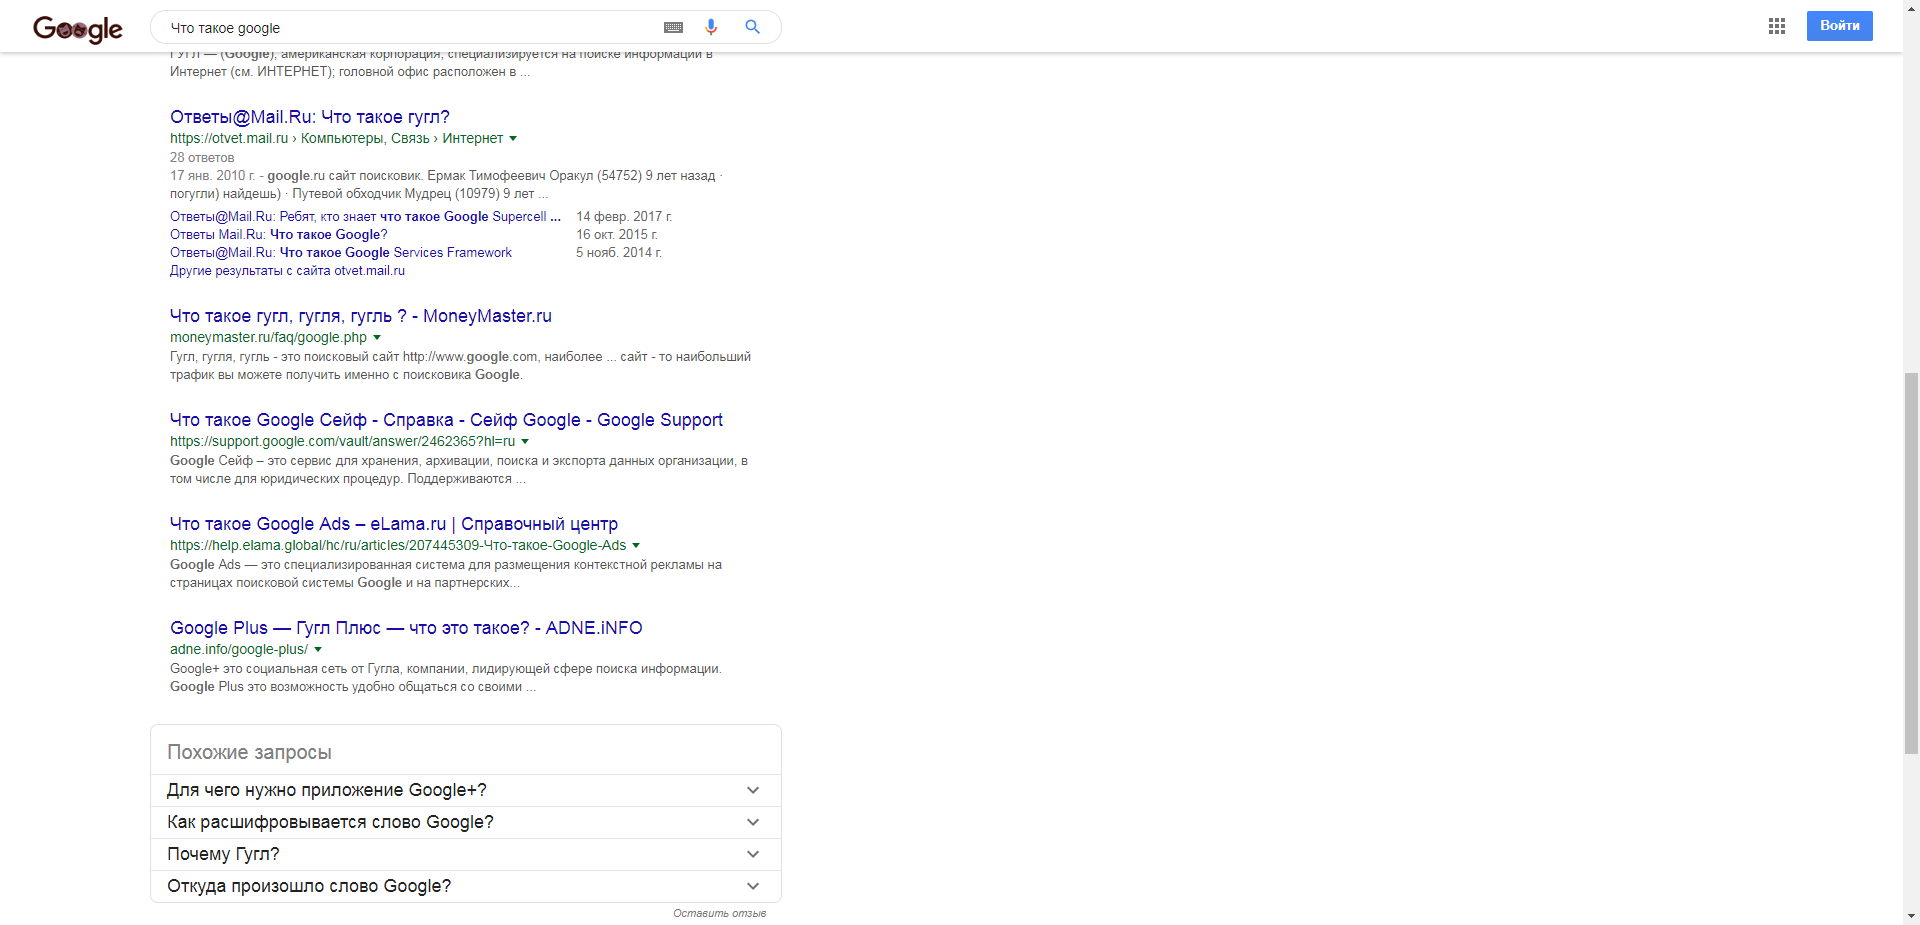 Google
Что такое google
Войти
ГУГЛ — (Google), американская корпорация, специализируется на поиске информации в
Интернет (см. ИНТЕРНЕТ); головной офис расположен в ...
Ответы@Mail.Ru: Что такое гугл?
https://otvet.mail.ru › Компьютеры, Связь › Интернет
28 ответов
17 янв. 2010 г. - google.ru сайт поисковик. Ермак Тимофеевич Оракул (54752) 9 лет назад ·
погугли) найдешь) · Путевой обходчик Мудрец (10979) 9 лет ...
Ответы@Mail.Ru: Ребят, кто знает что такое Google Supercell ... 14 февр. 2017 г.
Ответы Mail.Ru: Что такое Google? 16 окт. 2015 г.
Ответы@Mail.Ru: Что такое Google Services Framework 5 нояб. 2014 г.
Другие результаты с сайта otvet.mail.ru
Что такое гугл, гугля, гугль ? - MoneyMaster.ru
moneymaster.ru/faq/google.php
Гугл, гугля, гугль - это поисковый сайт http://www.google.com, наиболее ... сайт - то наибольший
трафик вы можете получить именно с поисковика Google.
Что такое Google Сейф - Справка - Сейф Google - Google Support
https://support.google.com/vault/answer/2462365?hl=ru
Google Сейф – это сервис для хранения, архивации, поиска и экспорта данных организации, в
том числе для юридических процедур. Поддерживаются ...
Что такое Google Ads – eLama.ru | Справочный центр
https://help.elama.global/hc/ru/articles/207445309-Что-такое-Google-Ads
Google Ads — это специализированная система для размещения контекстной рекламы на
страницах поисковой системы Google и на партнерских...
Google Plus — Гугл Плюс — что это такое? - ADNE.iNFO
adne.info/google-plus/
Google+ это социальная сеть от Гугла, компании, лидирующей сфере поиска информации.
Google Plus это возможность удобно общаться со своими ...
Похожие запросы
Для чего нужно приложение Google+?
Как расшифровывается слово Google?
Почему Гугл?
Откуда произошло слово Google?
Оставить отзыв